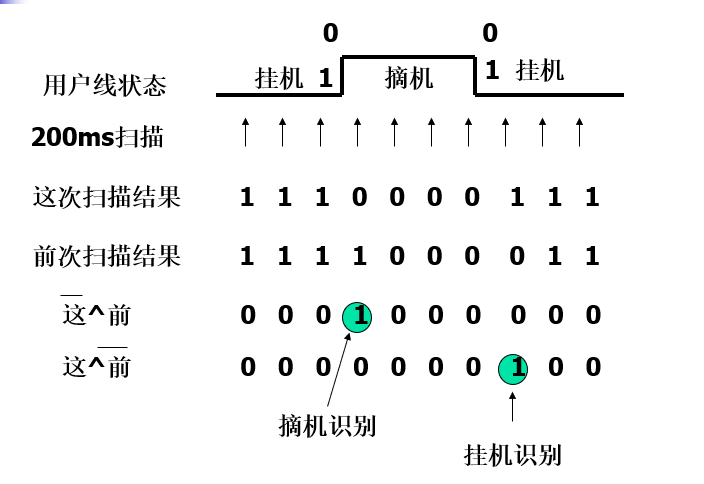 0 0
用户线状态 挂机 1 摘机 1 挂机
200ms扫描
这次扫描结果 1 1 1 0 0 0 0 1 1 1
前次扫描结果 1 1 1 1 0 0 0 0 1 1
这^前 0 0 0 1 0 0 0 0 0 0
这^前 0 0 0 0 0 0 0 1 0 0
摘机识别
挂机识别